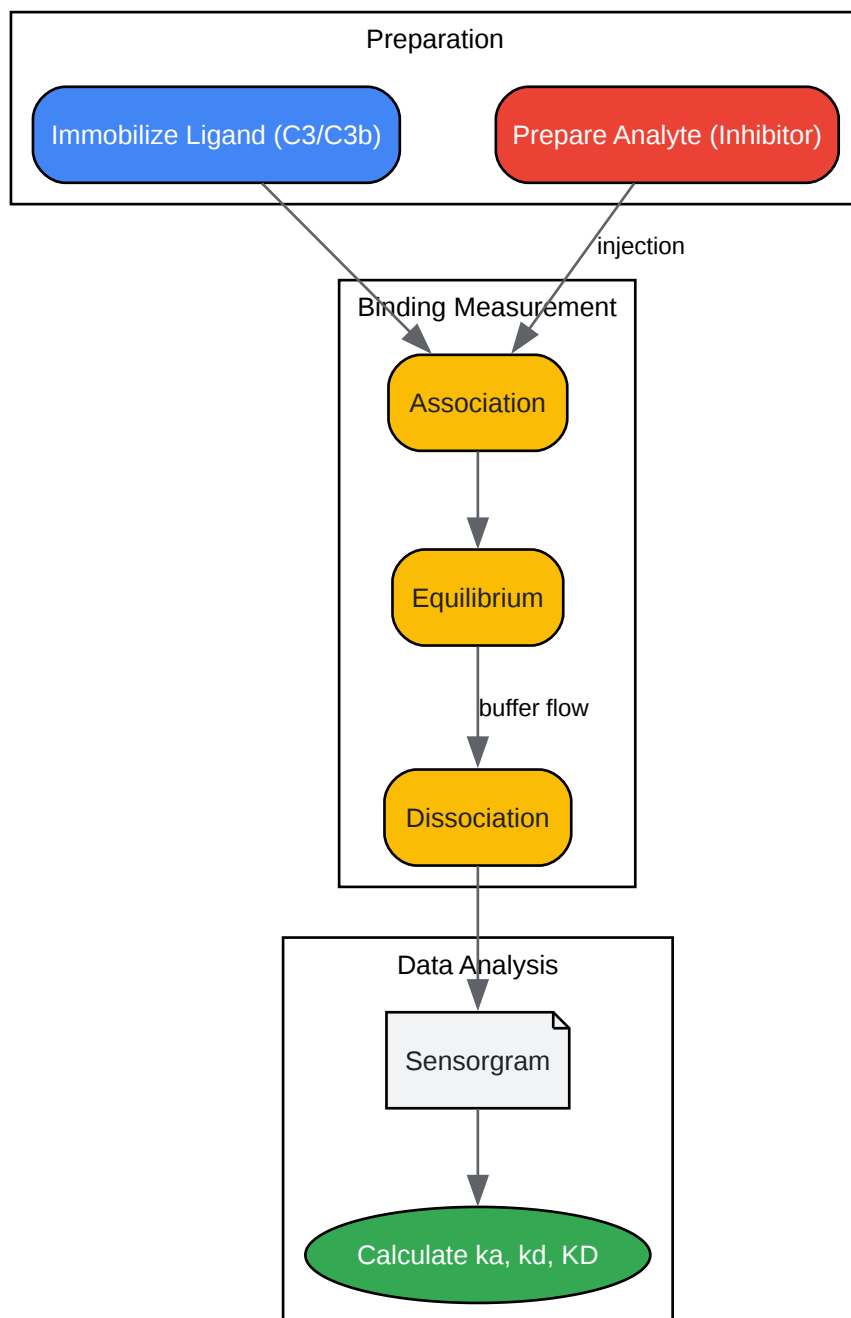 Preparation
Immobilize Ligand (C3/C3b)
Prepare Analyte (Inhibitor)
injection
Binding Measurement
Association
Equilibrium
buffer flow
Dissociation
Data Analysis
Sensorgram
Calculate ka, kd, KD